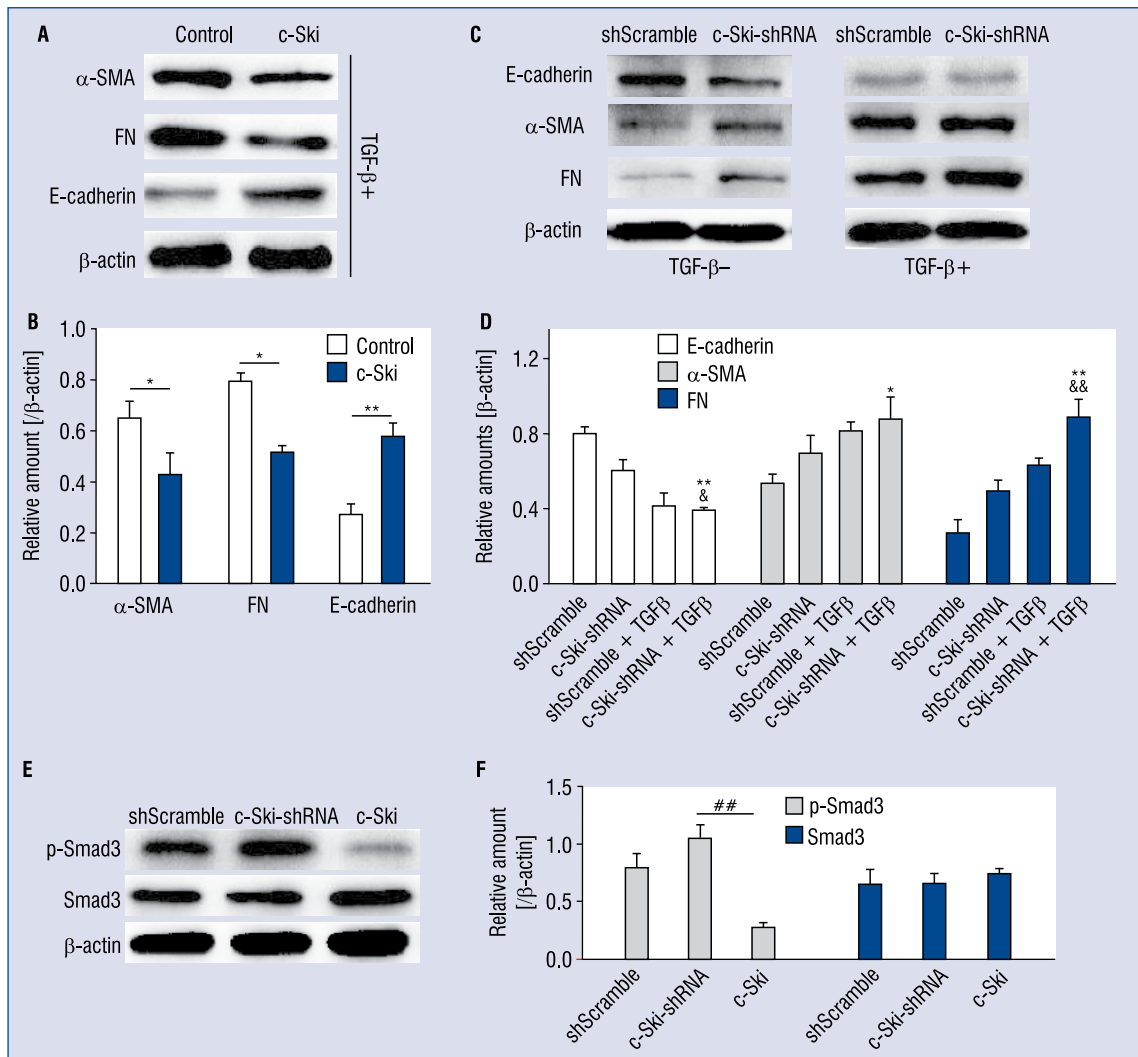 A
Control c-Ski
α-SMA
FN
E-cadherin
β-actin
TGF-β+
B
Relative amount [/β-actin]
1.0
0.8
0.6
0.4
0.2
0.0
Control
c-Ski
*
*
**
α-SMA FN E-cadherin
C
shScramble c-Ski-shRNA shScramble c-Ski-shRNA
E-cadherin
α-SMA
FN
β-actin
TGF-β− TGF-β+
D
Relative amounts [β-actin]
1.2
0.8
0.4
0.0
E-cadherin
α-SMA
FN
**
&
*
**
&&
shScramble
c-Ski-shRNA
shScramble + TGFβ
c-Ski-shRNA + TGFβ
shScramble
c-Ski-shRNA
shScramble + TGFβ
c-Ski-shRNA + TGFβ
shScramble
c-Ski-shRNA
shScramble + TGFβ
c-Ski-shRNA + TGFβ
E
shScramble c-Ski-shRNA c-Ski
p-Smad3
Smad3
β-actin
F
Relative amount
[/β-actin]
1.5
1.0
0.5
0.0
##
p-Smad3
Smad3
shScramble
c-Ski-shRNA
c-Ski
shScramble
c-Ski-shRNA
c-Ski